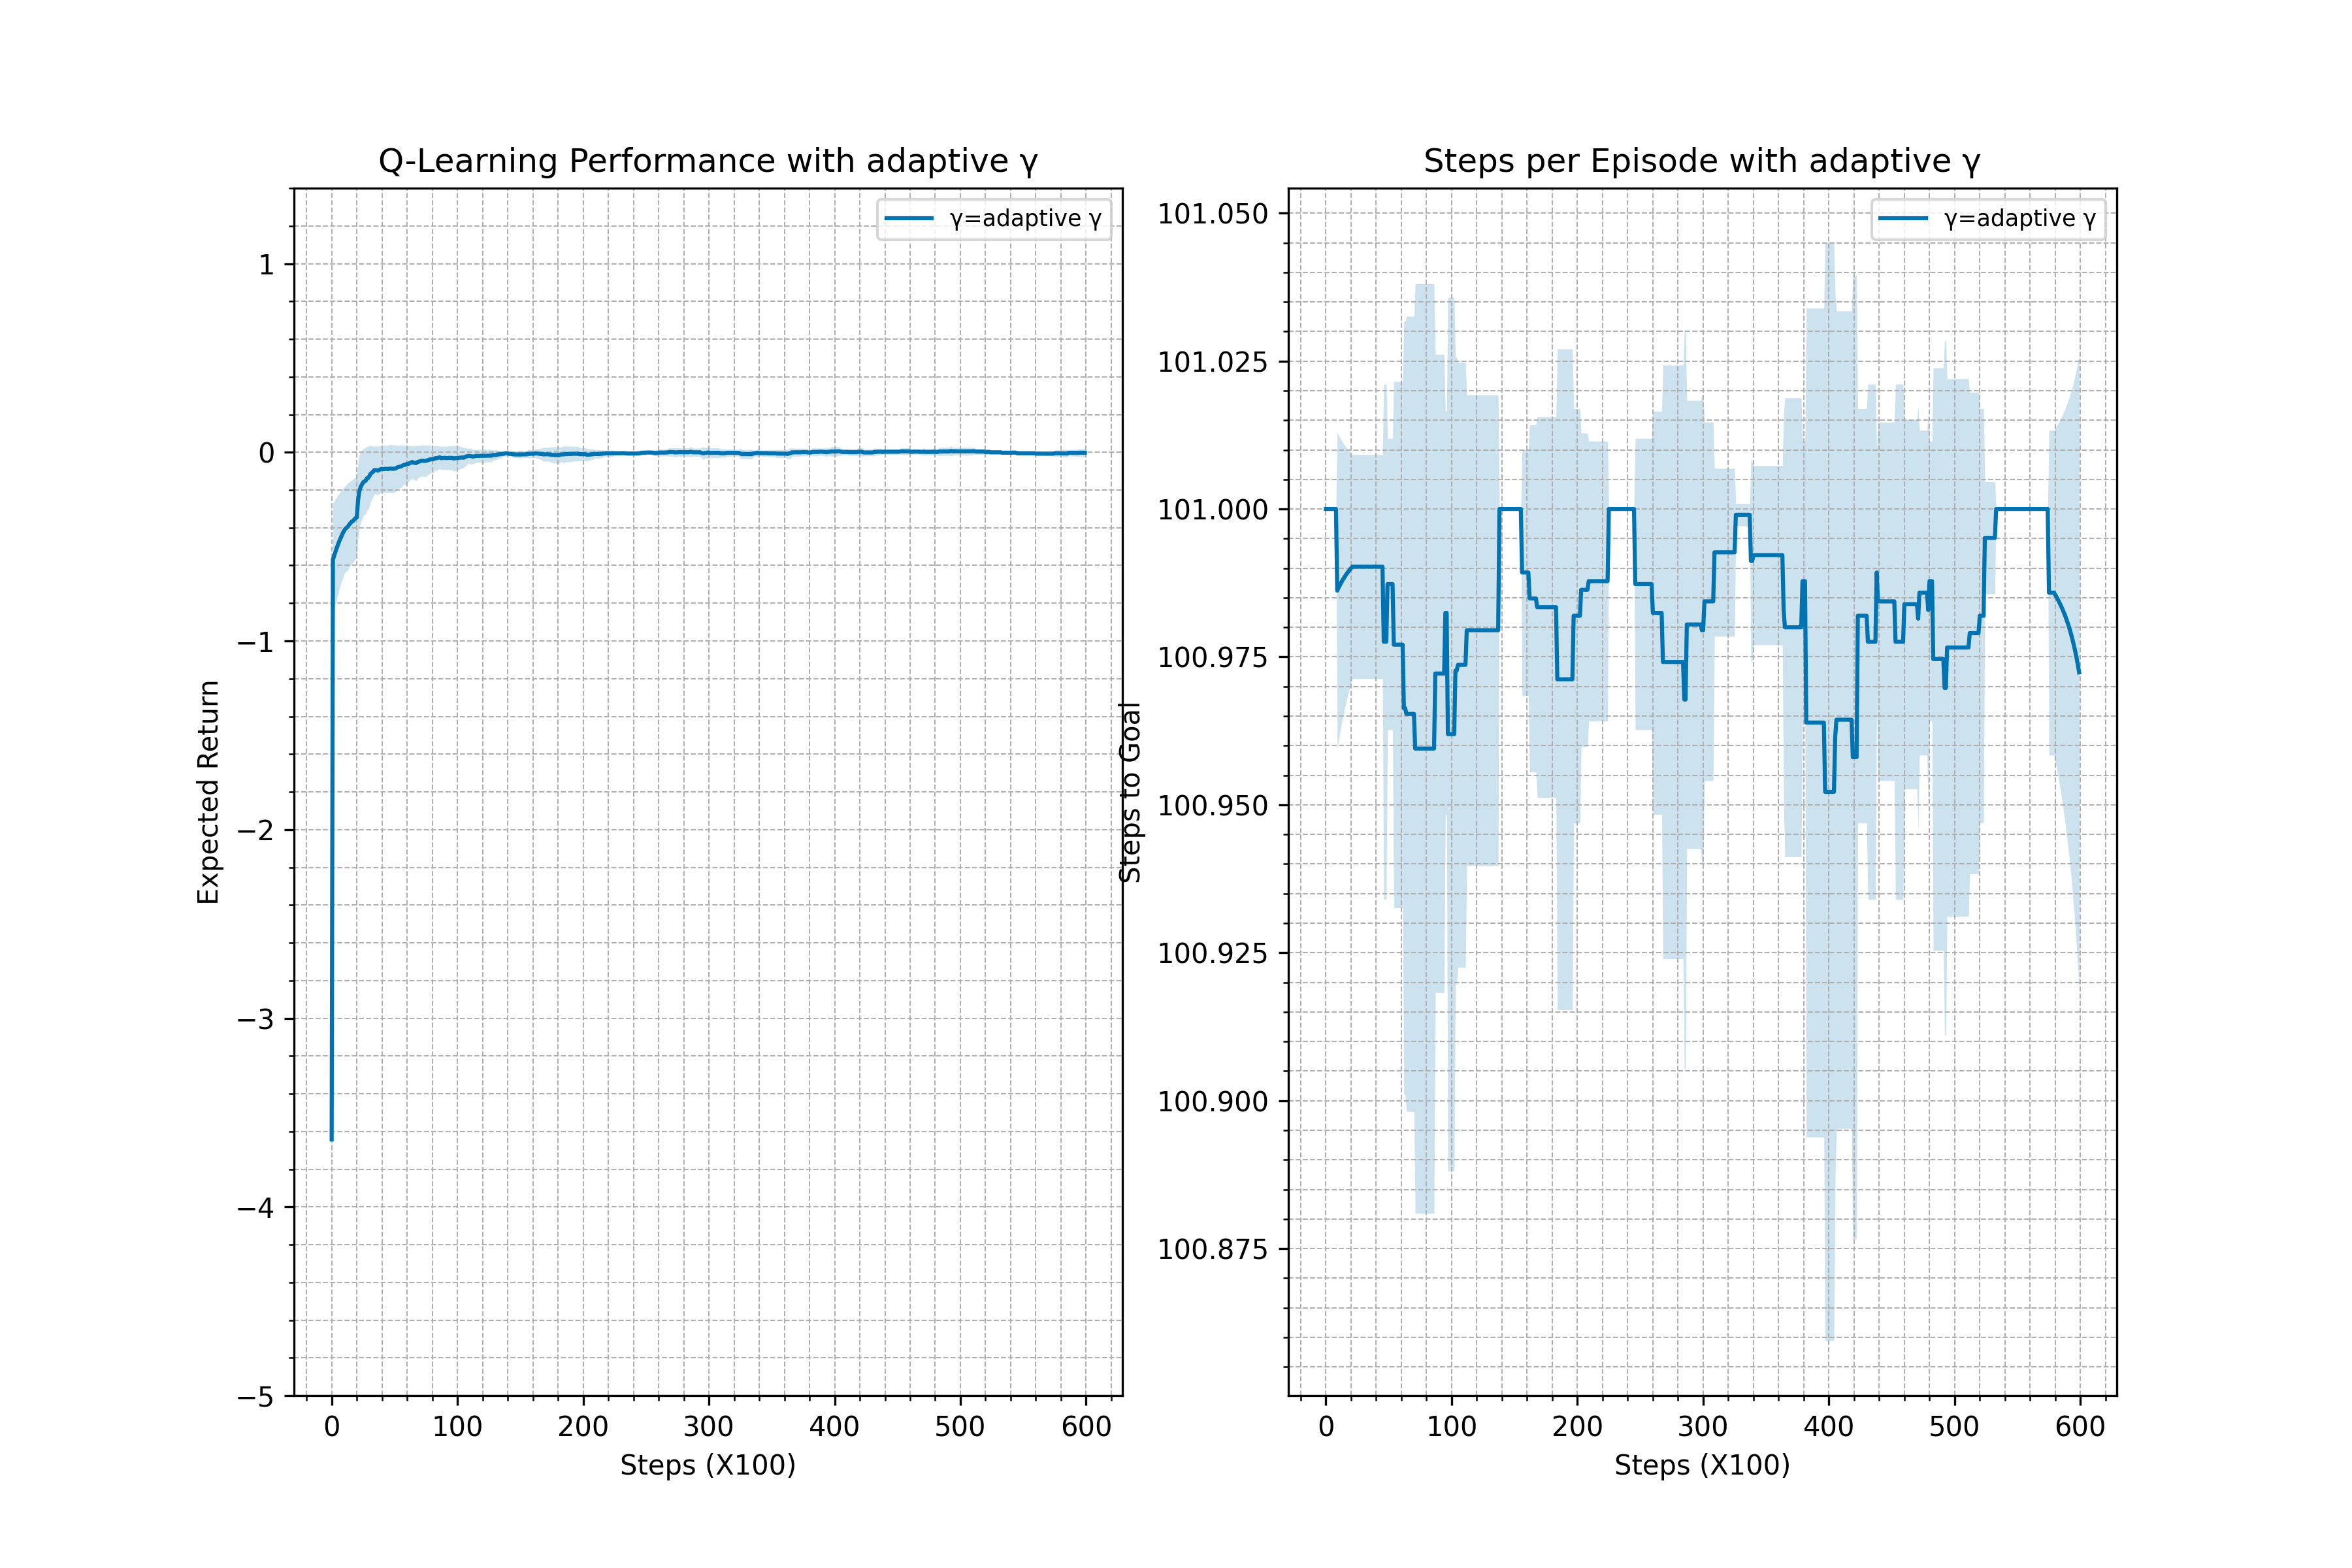 Q-Learning Performance with adaptive γ
γ=adaptive γ
1
0
−1
−2
−3
−4
−5
Expected Return
0 100 200 300 400 500 600
Steps (X100)
Steps per Episode with adaptive γ
γ=adaptive γ
101.050
101.025
101.000
100.975
100.950
100.925
100.900
100.875
Steps to Goal
0 100 200 300 400 500 600
Steps (X100)